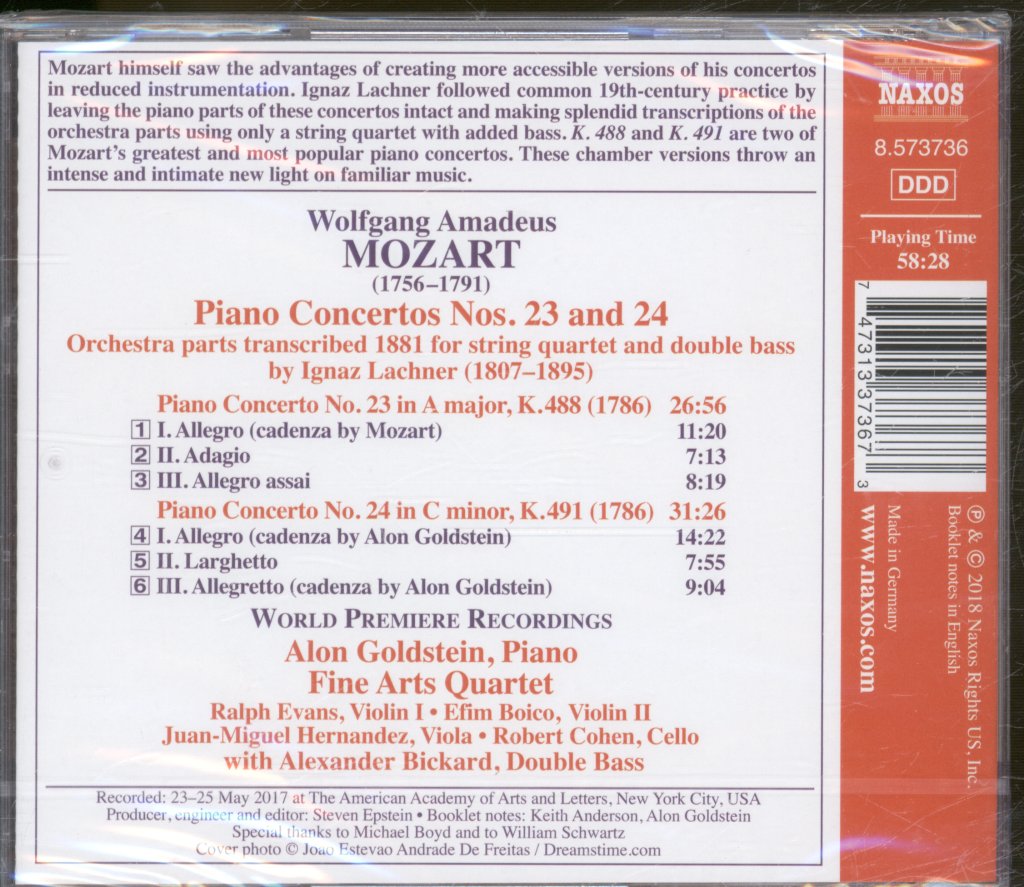 Mozart himself saw the advantages of creating more accessible versions of his concertos
in reduced instrumentation. Ignaz Lachner followed common 19th-century practice by
leaving the piano parts of these concertos intact and making splendid transcriptions of the
orchestra parts using only a string quartet with added bass. K. 488 and K. 491 are two of
Mozart's greatest and most popular piano concertos. These chamber versions throw an
intense and intimate new light on familiar music.
Wolfgang Amadeus
MOZART
(1756–1791)
Piano Concertos Nos. 23 and 24
Orchestra parts transcribed 1881 for string quartet and double bass
by Ignaz Lachner (1807–1895)
Piano Concerto No. 23 in A major, K.488 (1786) 26:56
1 I. Allegro (cadenza by Mozart) 11:20
2 II. Adagio 7:13
3 III. Allegro assai 8:19
Piano Concerto No. 24 in C minor, K.491 (1786) 31:26
4 I. Allegro (cadenza by Alon Goldstein) 14:22
5 II. Larghetto 7:55
6 III. Allegretto (cadenza by Alon Goldstein) 9:04
WORLD PREMIERE RECORDINGS
Alon Goldstein, Piano
Fine Arts Quartet
Ralph Evans, Violin I • Efim Boico, Violin II
Juan-Miguel Hernandez, Viola • Robert Cohen, Cello
with Alexander Bickard, Double Bass
Recorded: 23–25 May 2017 at The American Academy of Arts and Letters, New York City, USA
Producer, engineer and editor: Steven Epstein • Booklet notes: Keith Anderson, Alon Goldstein
Special thanks to Michael Boyd and to William Schwartz
Cover photo © Joao Estevao Andrade De Freitas / Dreamstime.com
NAXOS
8.573736
DDD
Playing Time
58:28
7 47313 37367 3
℗ & © 2018 Naxos Rights US, Inc.
Booklet notes in English
Made in Germany
www.naxos.com